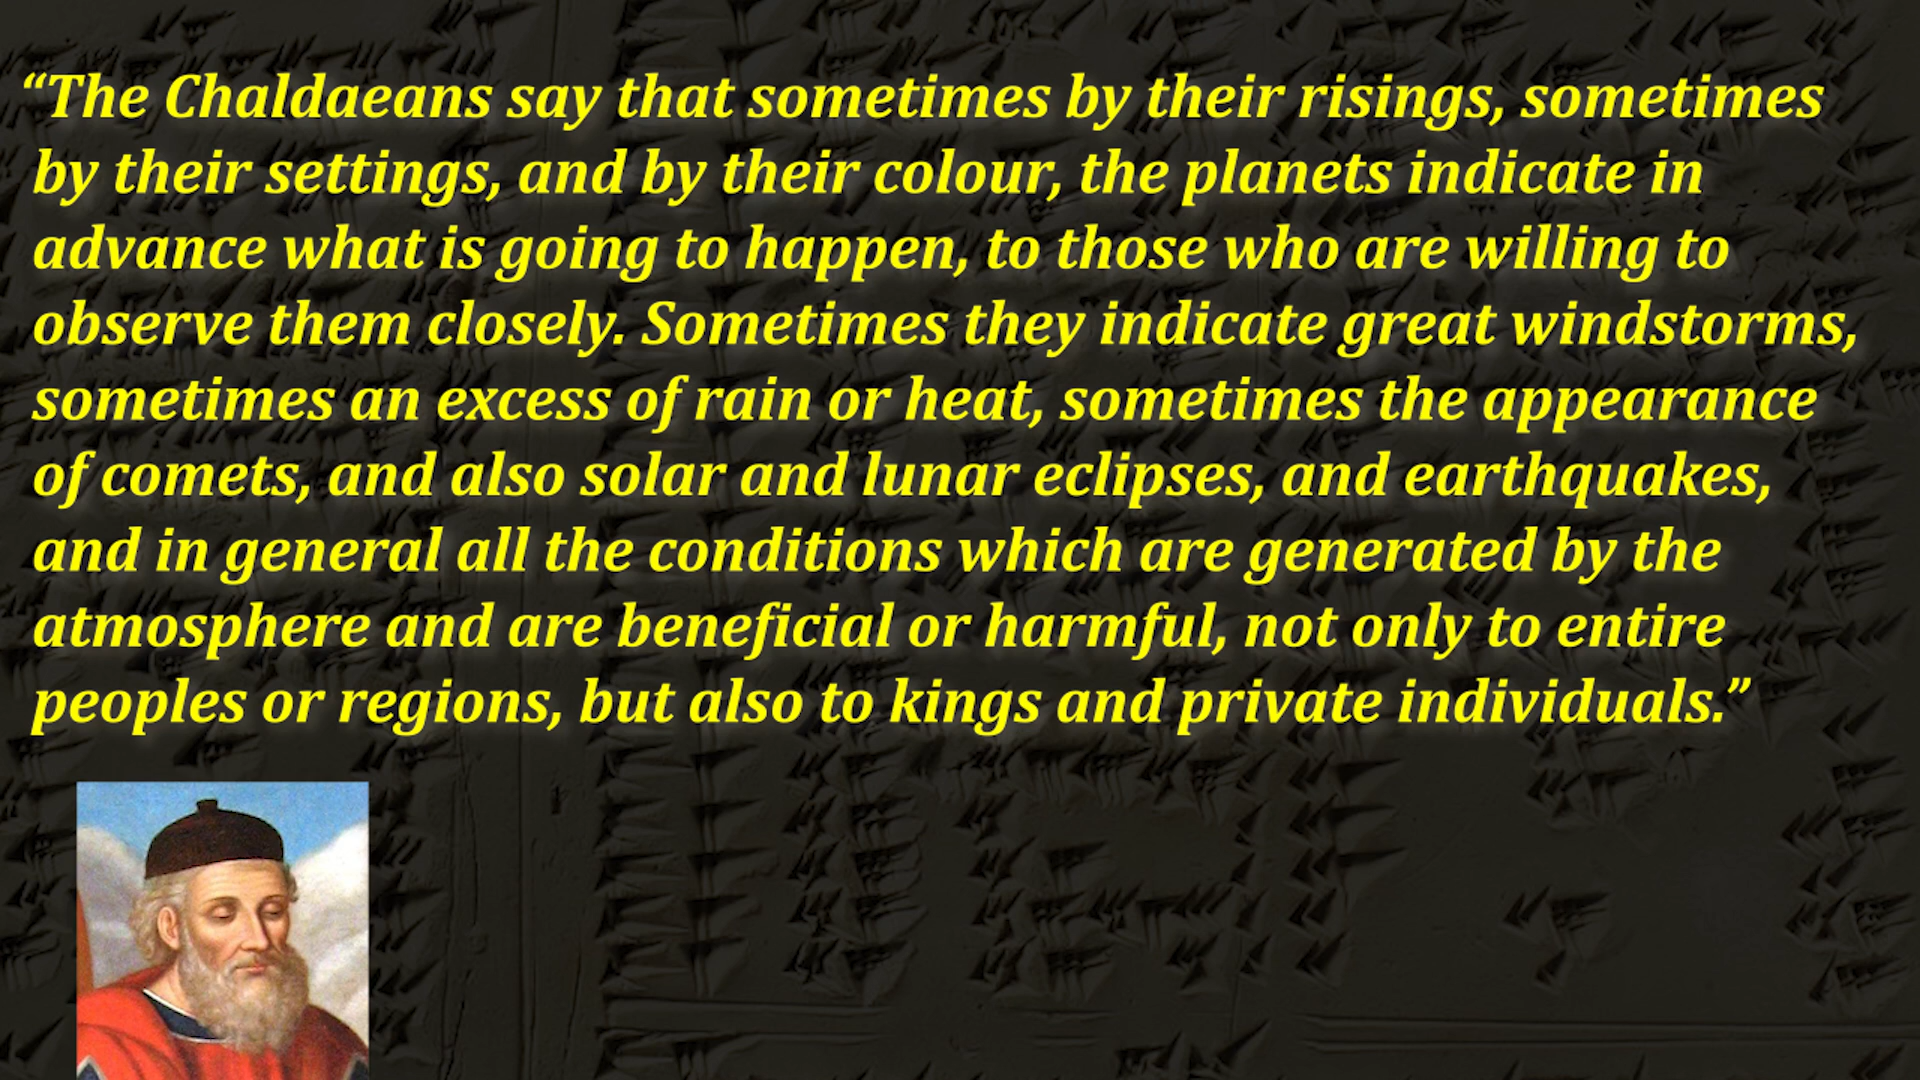 “The Chaldaeans say that sometimes by their risings, sometimes
by their settings, and by their colour, the planets indicate in
advance what is going to happen, to those who are willing to
observe them closely. Sometimes they indicate great windstorms,
sometimes an excess of rain or heat, sometimes the appearance
of comets, and also solar and lunar eclipses, and earthquakes,
and in general all the conditions which are generated by the
atmosphere and are beneficial or harmful, not only to entire
peoples or regions, but also to kings and private individuals.”